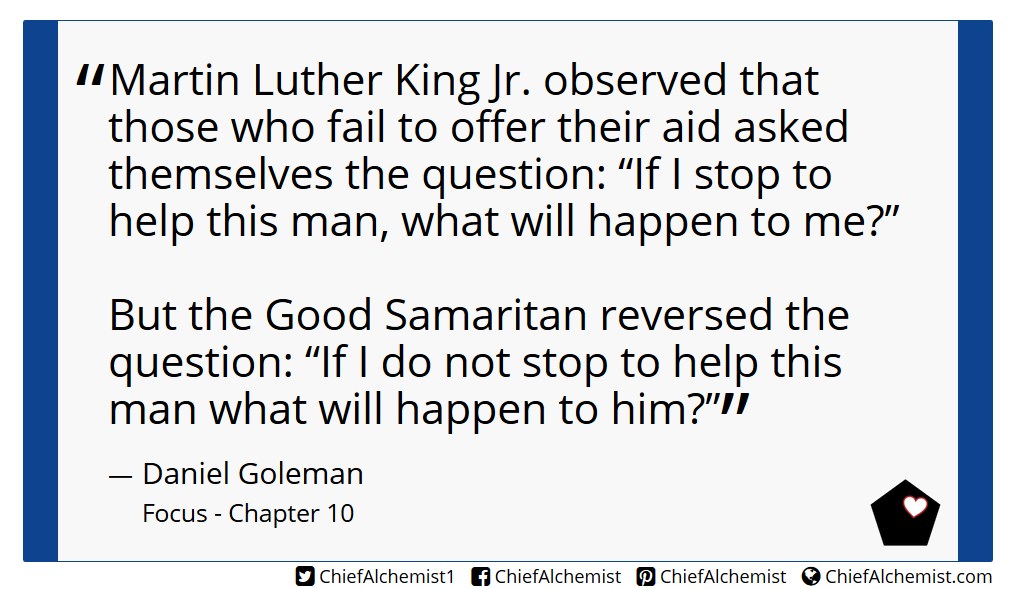 “Martin Luther King Jr. observed that
those who fail to offer their aid asked
themselves the question: “If I stop to
help this man, what will happen to me?”
But the Good Samaritan reversed the
question: “If I do not stop to help this
man what will happen to him?””
— Daniel Goleman
Focus - Chapter 10
ChiefAlchemist1 ChiefAlchemist ChiefAlchemist ChiefAlchemist.com